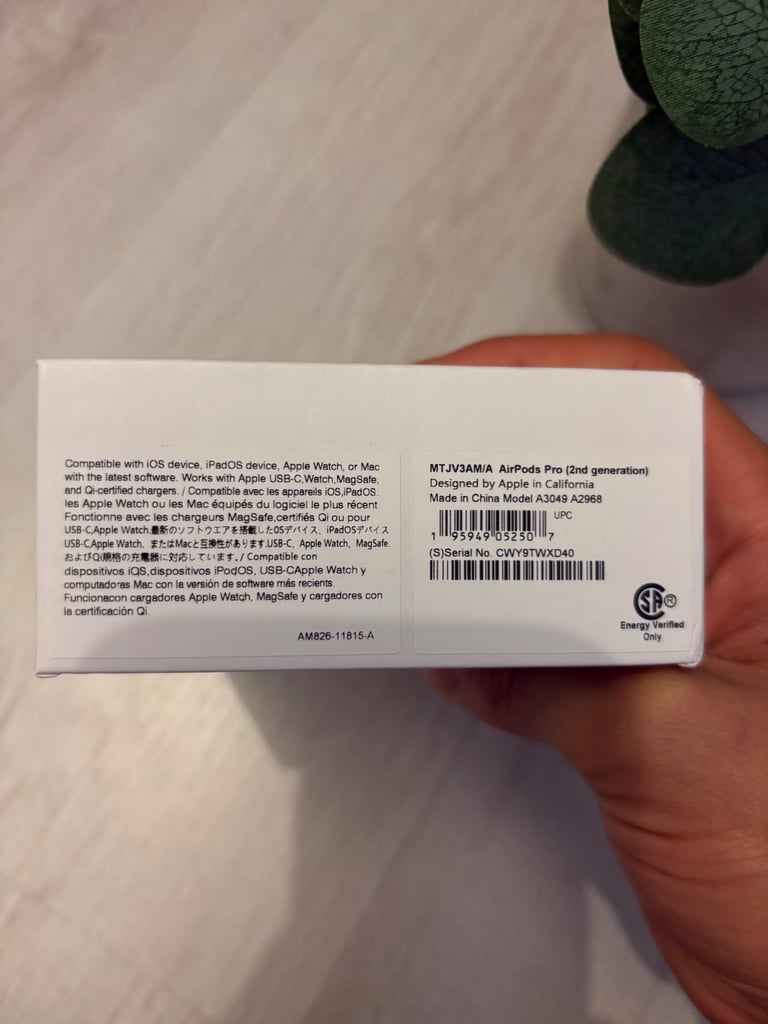 Compatible with iOS device, iPadOS device, Apple Watch, or Mac
with the latest software. Works with Apple USB-C,Watch,MagSafe,
and Qi-certified chargers. / Compatible avec les appareils iOS,iPadOS.
les Apple Watch ou les Mac équipés du logiciel le plus récent
Fonctionne avec les chargeurs MagSafe,certifiés Qi ou pour
USB-C,Apple Watch.最新のソフトウエアを搭載したOSデバイス、iPadOSデバイス
USB-C,Apple Watch、またはMacと互換性があります.USB-C、Apple Watch、MagSafe.
およびQi規格の充電器に対応しています./ Compatible con
dispositivos iOS,dispositivos iPodOS, USB-CApple Watch y
computadoras Mac con la versión de software más recients.
Funcionacon cargadores Apple Watch, MagSafe y cargadores con
la certificatión Qi.
AM826-11815-A
MTJV3AM/A AirPods Pro (2nd generation)
Designed by Apple in California
Made in China Model A3049 A2968
UPC
1 95949 05250 7
(S)Serial No. CWY9TWXD40
SA ®
Energy Verified
Only